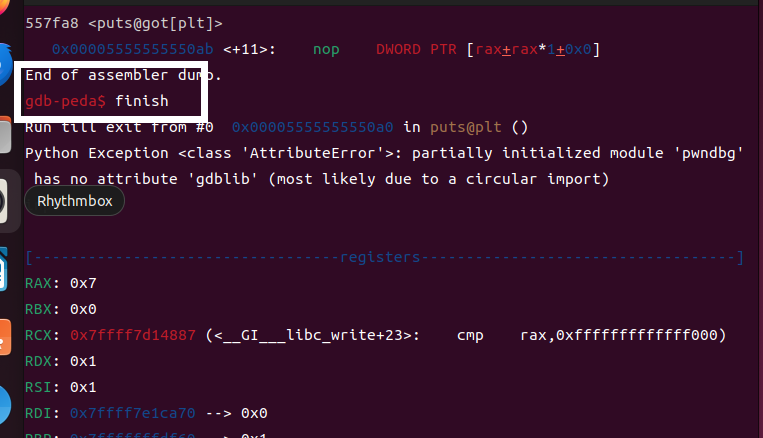 557fa8 <puts@got[plt]>
0x00005555555550ab <+11>: nop DWORD PTR [rax+rax*1+0x0]
End of assembler dump.
gdb-peda$ finish
Run till exit from #0 0x00005555555550a0 in puts@plt ()
Python Exception <class 'AttributeError'>: partially initialized module 'pwndbg'
has no attribute 'gdblib' (most likely due to a circular import)
Rhythmbox
[----------------------------------registers-----------------------------------]
RAX: 0x7
RBX: 0x0
RCX: 0x7ffff7d14887 (<__GI___libc_write+23>: cmp rax,0xfffffffffffff000)
RDX: 0x1
RSI: 0x1
RDI: 0x7ffff7e1ca70 --> 0x0
RBP: 0x7fffffffdf60 --> 0x1